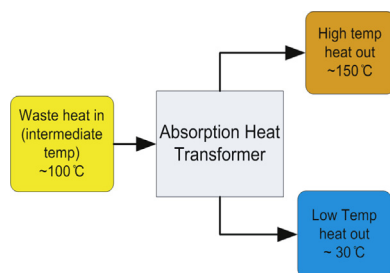 High temp
heat out
~150℃
Waste heat in
(intermediate
temp)
~100℃
Absorption Heat
Transformer
Low Temp
heat out
~ 30℃